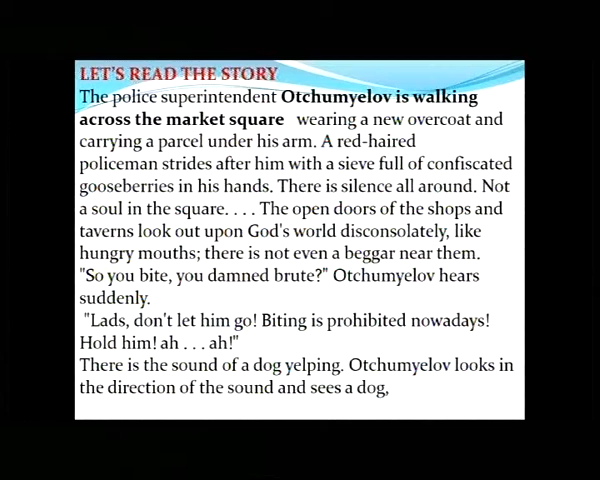 LET'S READ THE STORY
The police superintendent Otchumyelov is walking
across the market square wearing a new overcoat and
carrying a parcel under his arm. A red-haired
policeman strides after him with a sieve full of confiscated
gooseberries in his hands. There is silence all around. Not
a soul in the square. . . . The open doors of the shops and
taverns look out upon God's world disconsolately, like
hungry mouths; there is not even a beggar near them.
"So you bite, you damned brute?" Otchumyelov hears
suddenly.
"Lads, don't let him go! Biting is prohibited nowadays!
Hold him! ah . . . ah!"
There is the sound of a dog yelping. Otchumyelov looks in
the direction of the sound and sees a dog,